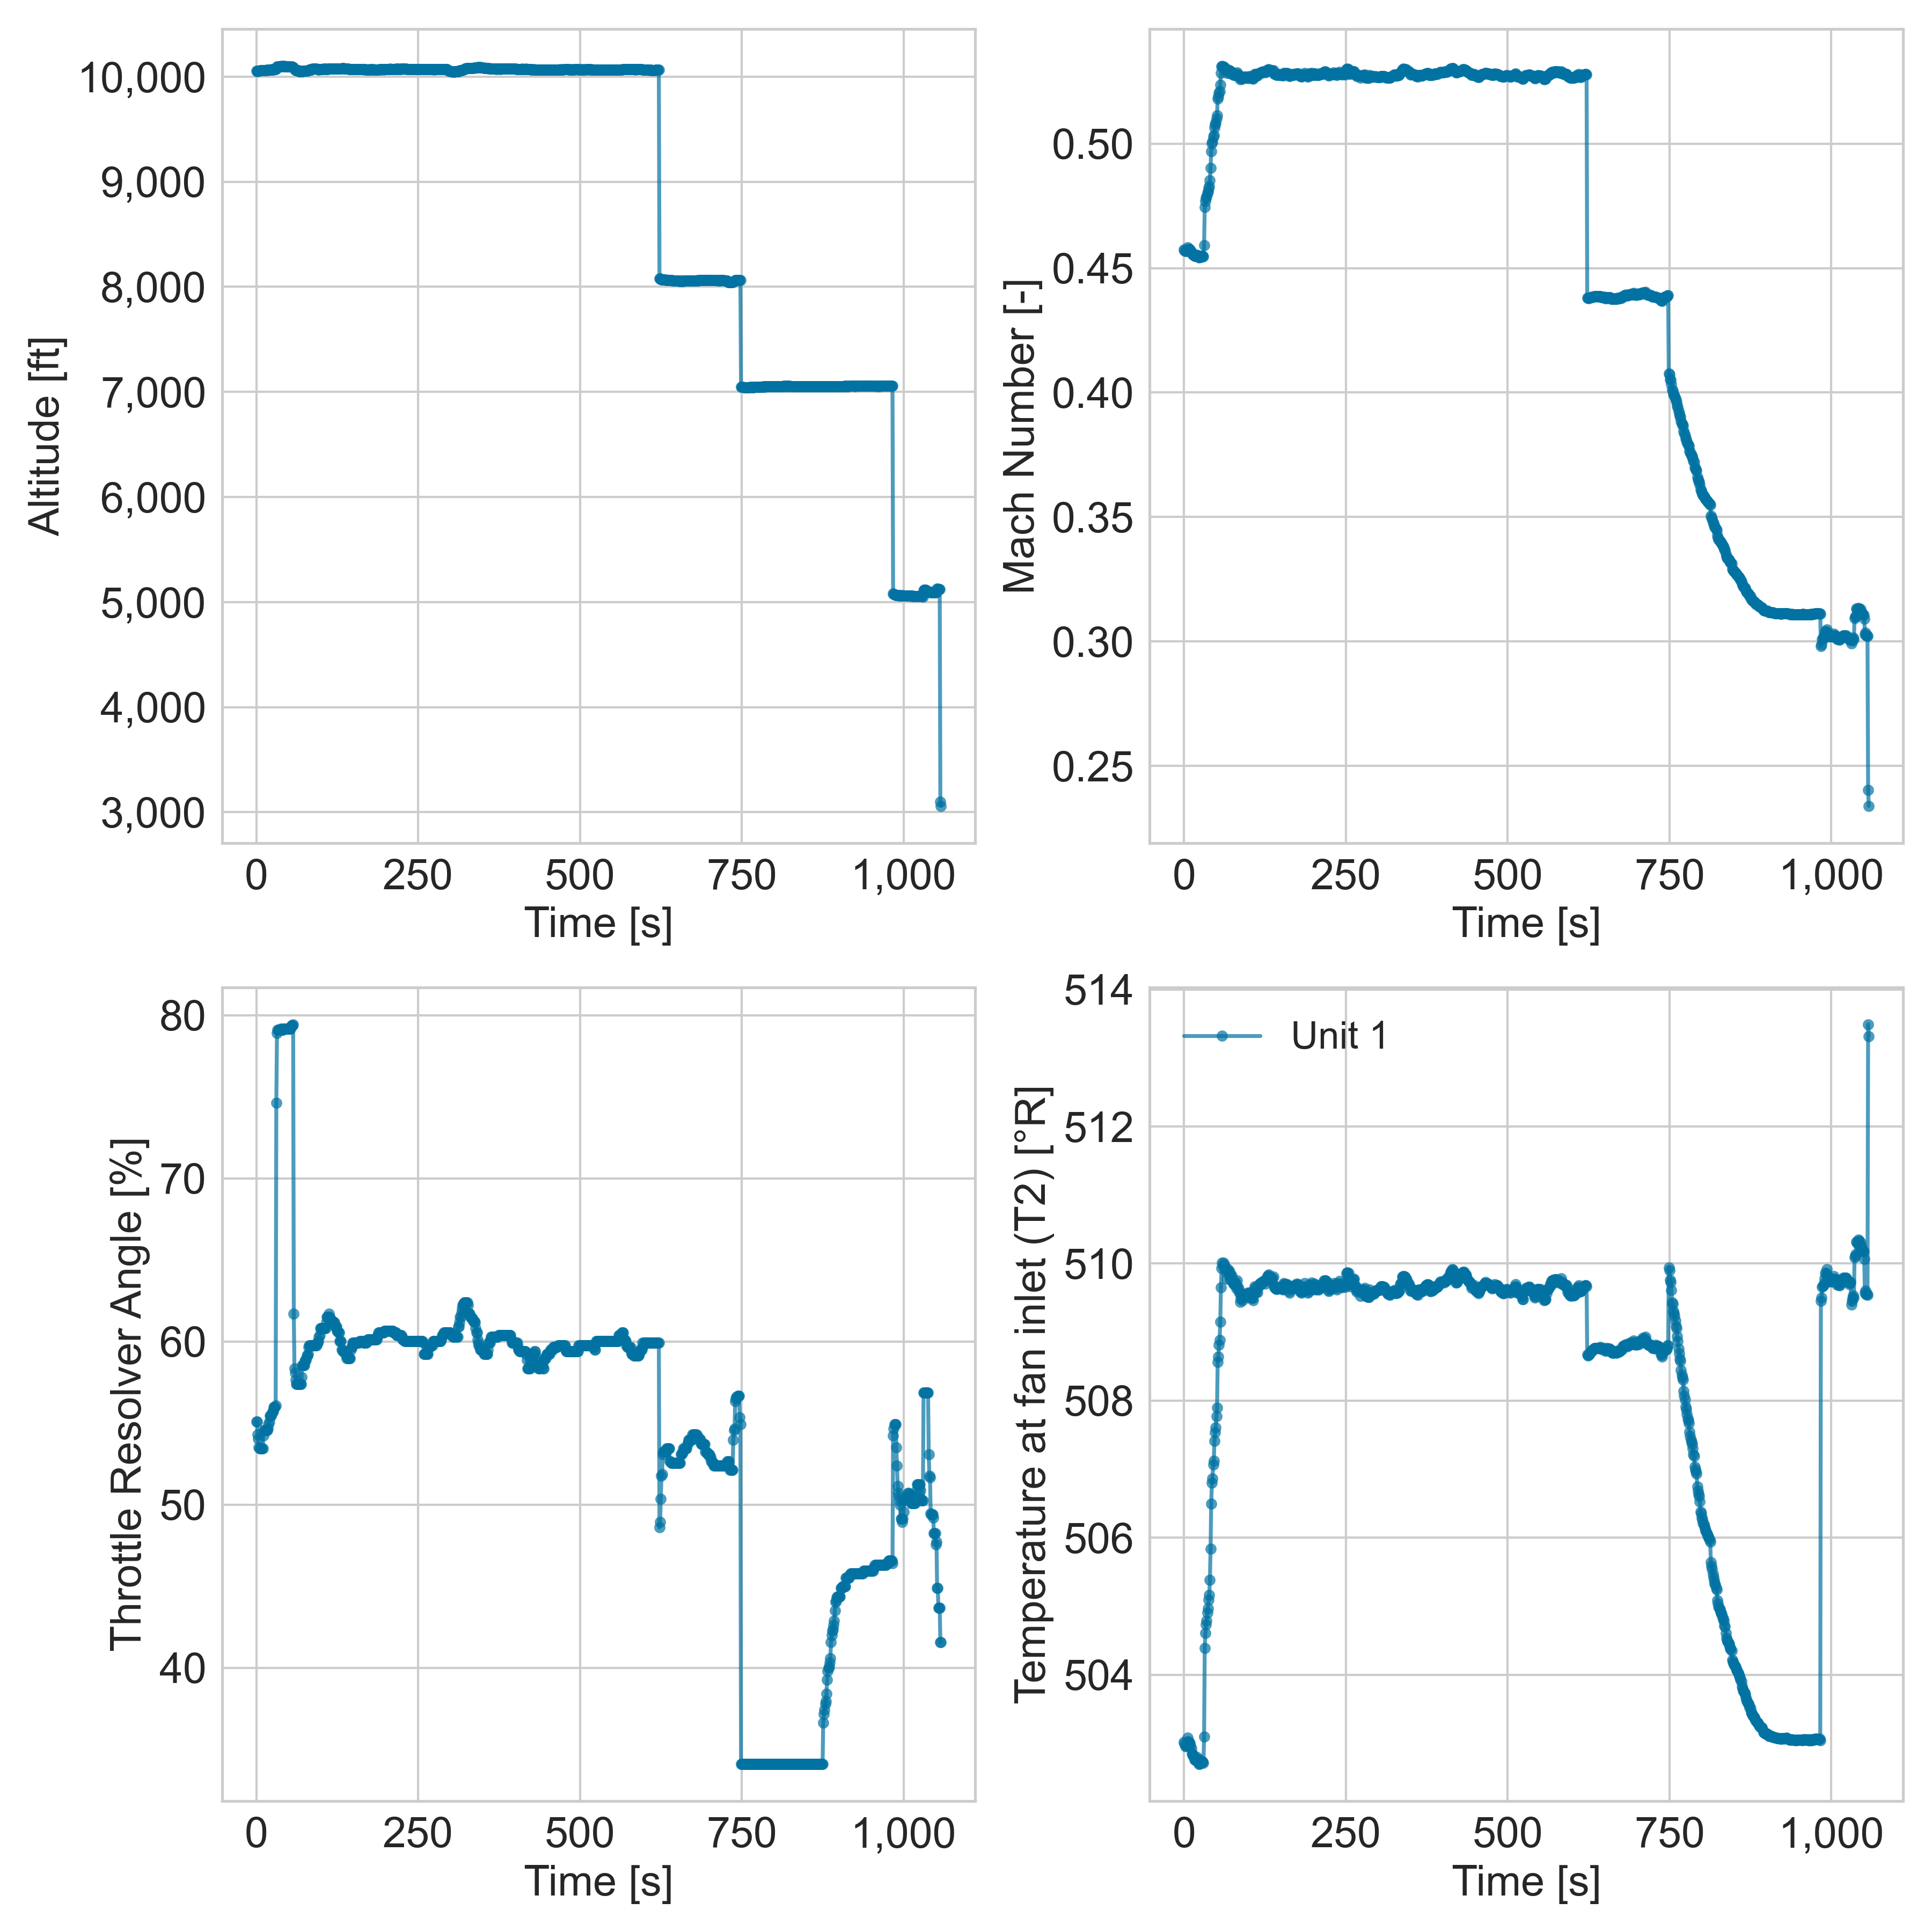 10,000
9,000
8,000
7,000
6,000
5,000
4,000
3,000
Altitude [ft]
0 250 500 750 1,000
Time [s]
0.50
0.45
0.40
0.35
0.30
0.25
Mach Number [-]
0 250 500 750 1,000
Time [s]
80
70
60
50
40
Throttle Resolver Angle [%]
0 250 500 750 1,000
Time [s]
514
512
510
508
506
504
Temperature at fan inlet (T2) [°R]
Unit 1
0 250 500 750 1,000
Time [s]